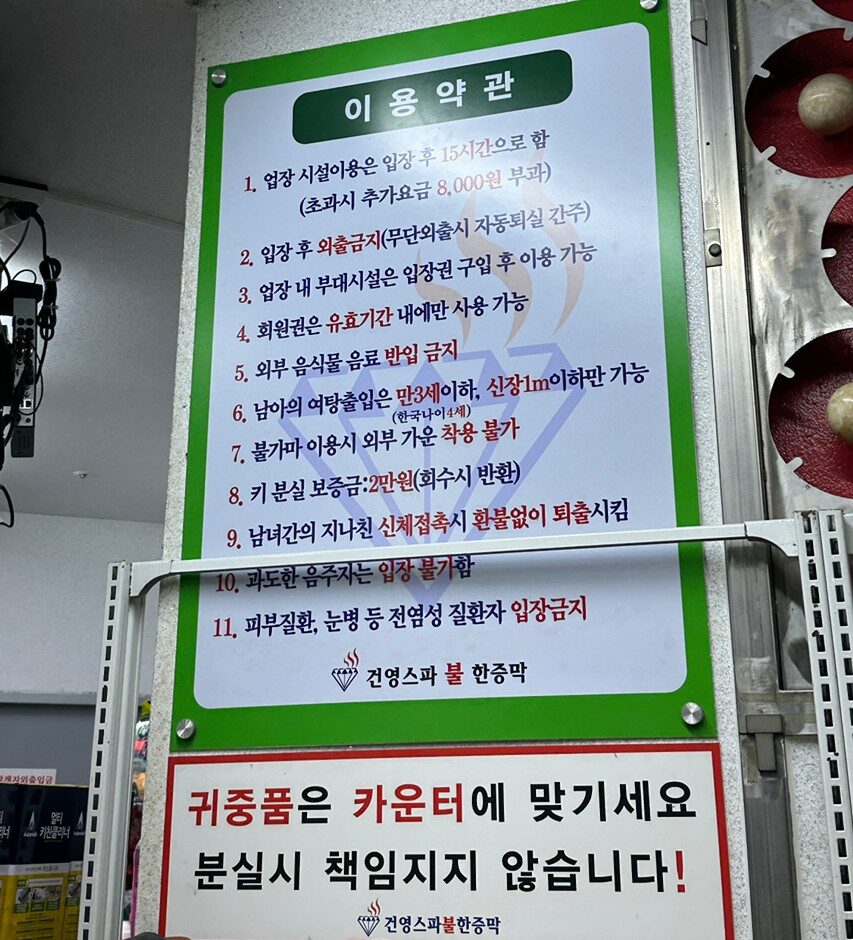 이용약관
1. 업장 시설이용은 입장 후 15시간으로 함
(초과시 추가요금 8,000원 부과)
2. 입장 후 외출금지(무단외출시 자동퇴실 간주)
3. 업장 내 부대시설은 입장권 구입 후 이용 가능
4. 회원권은 유효기간 내에만 사용 가능
5. 외부 음식물 음료 반입 금지
6. 남아의 여탕출입은 만3세이하, 신장1m이하만 가능
(한국나이4세)
7. 불가마 이용시 외부 가운 착용 불가
8. 키 분실 보증금:2만원(회수시 반환)
9. 남녀간의 지나친 신체접촉시 환불없이 퇴출시킴
10. 과도한 음주자는 입장 불가함
11. 피부질환, 눈병 등 전염성 질환자 입장금지
건영스파 불 한증막
귀중품은 카운터에 맞기세요
분실시 책임지지 않습니다!
건영스파불한증막
멀티
키친클리너